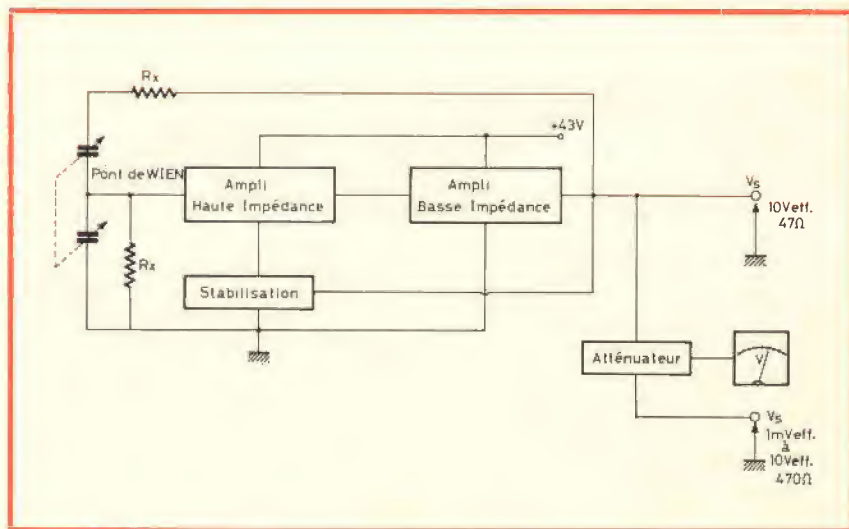 Rx
+43V
Pont de WIEN
Ampli
Haute Impédance
Ampli
Basse Impédance
Vs
10Veff.
47Ω
Rx
Stabilisation
Atténuateur
V
Vs
1mVeff.
à
10Veff.
470Ω